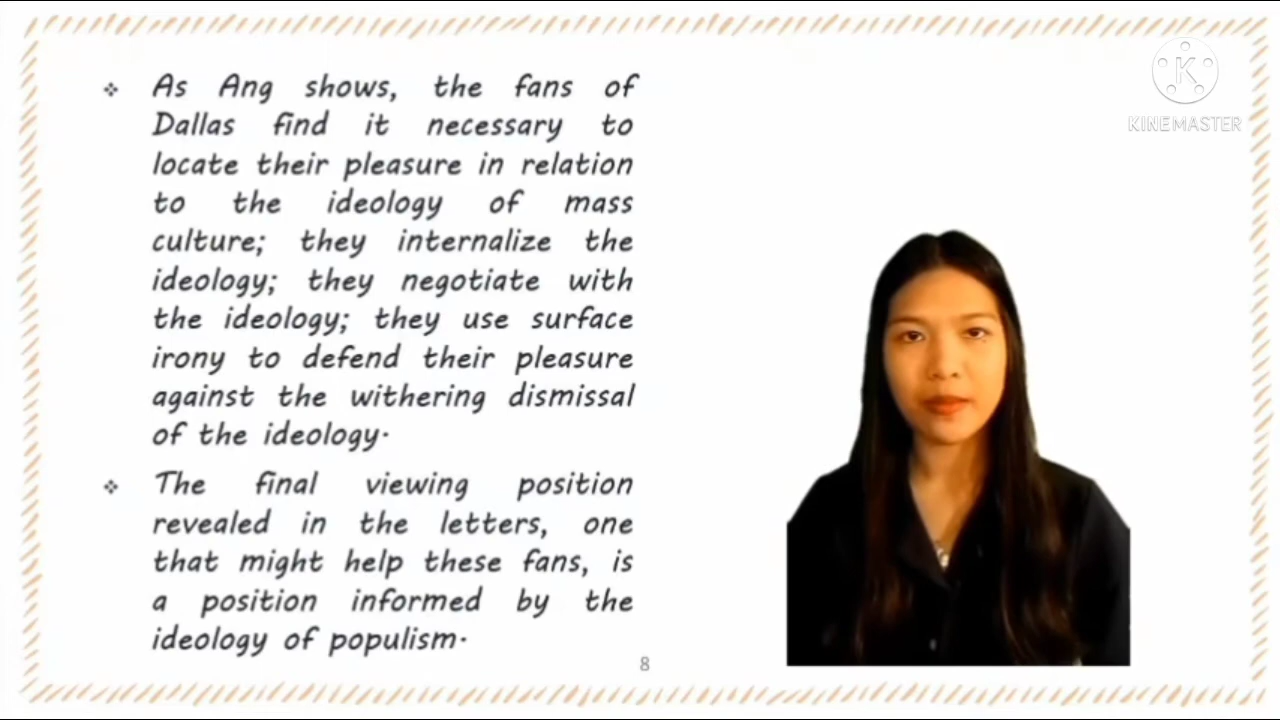 As Ang shows, the fans of
Dallas find it necessary to
locate their pleasure in relation
to the ideology of mass
culture; they internalize the
ideology; they negotiate with
the ideology; they use surface
irony to defend their pleasure
against the withering dismissal
of the ideology.
The final viewing position
revealed in the letters, one
that might help these fans, is
a position informed by the
ideology of populism.
8
K
KINEMASTER